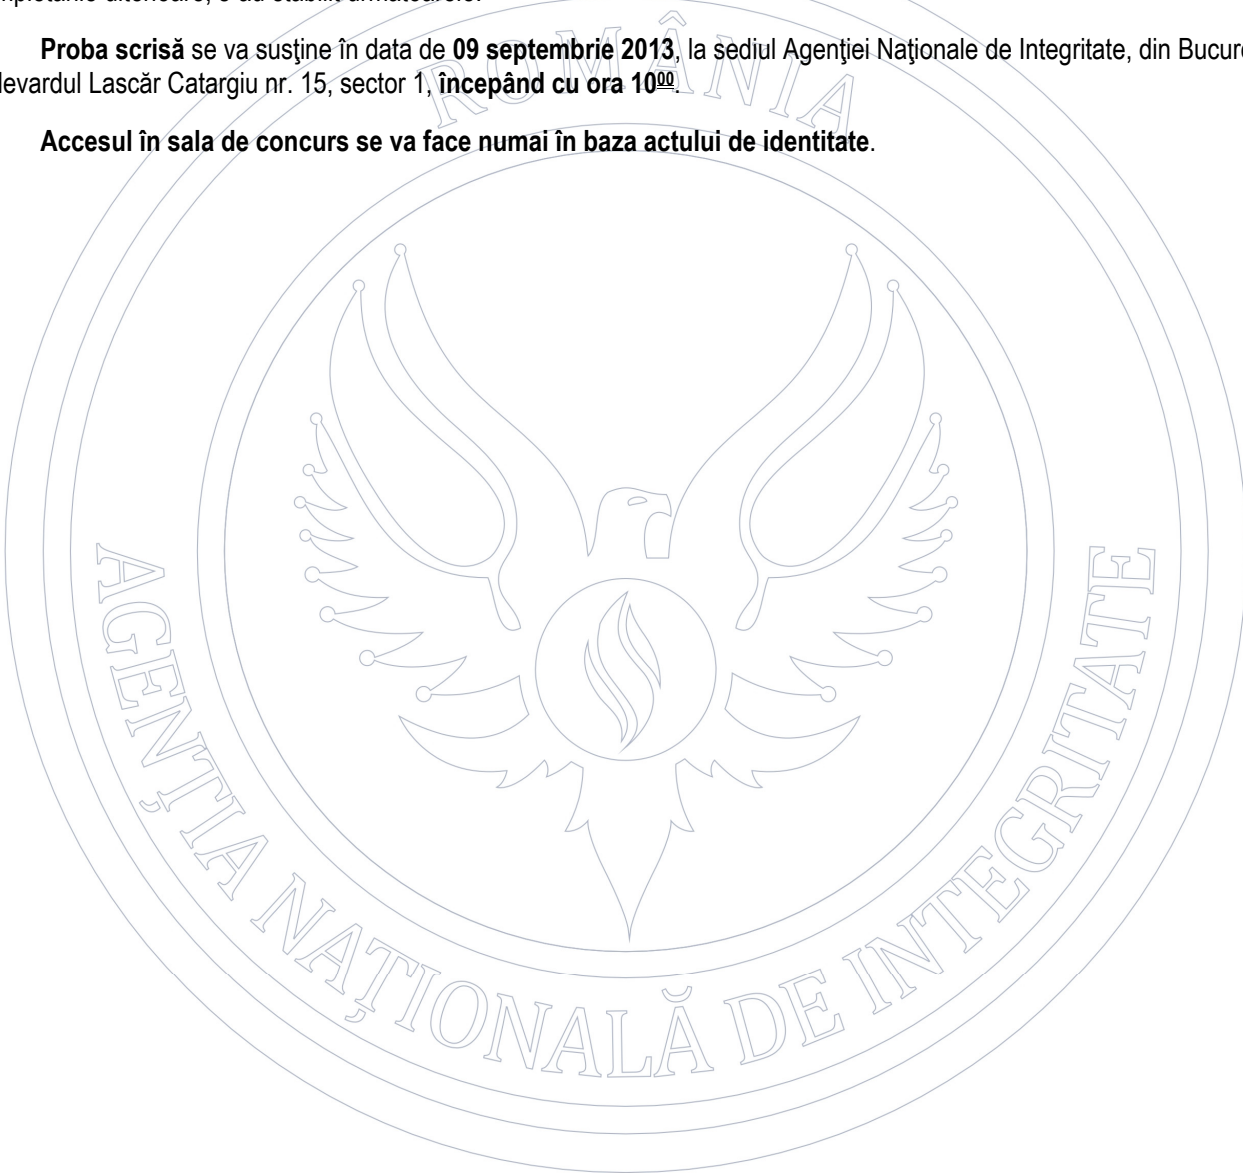 Proba scrisă se va susţine în data de 09 septembrie 2013, la sediul Agenţiei Naţionale de Integritate, din
Lascăr Catargiu nr. 15, sector 1, începând cu ora 10⁰⁰.
Accesul în sala de concurs se va face numai în baza actului de identitate.
ROMÂNIA
AGENŢIA NAŢIONALĂ DE INTEGRITATE